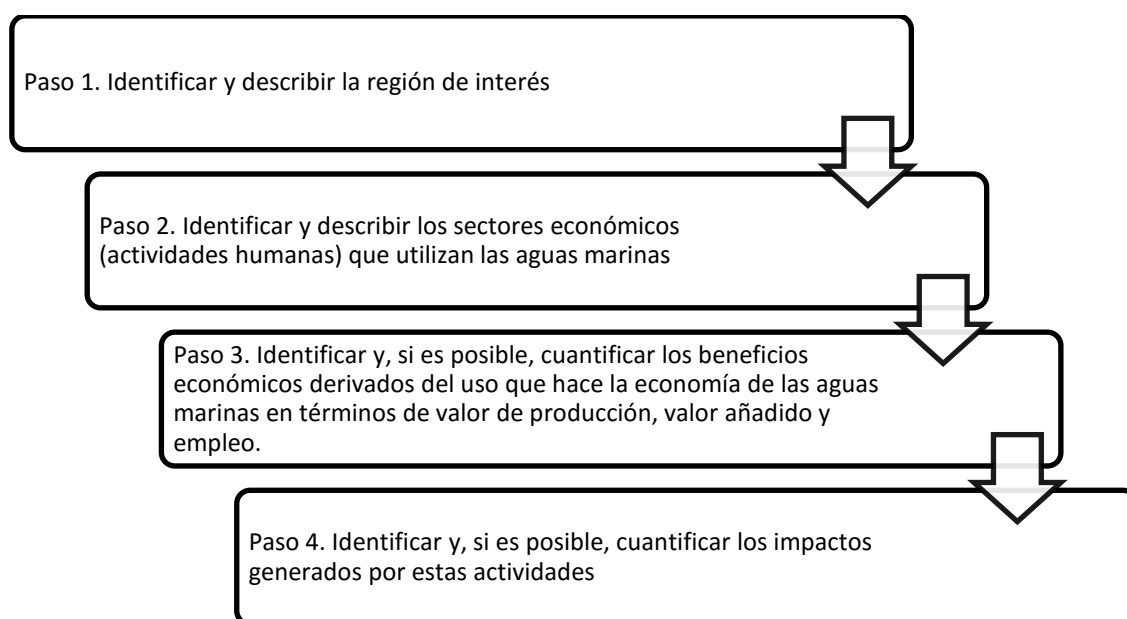 Paso 1. Identificar y describir la región de interés
Paso 2. Identificar y describir los sectores económicos
(actividades humanas) que utilizan las aguas marinas
Paso 3. Identificar y, si es posible, cuantificar los beneficios
económicos derivados del uso que hace la economía de las aguas
marinas en términos de valor de producción, valor añadido y
empleo.
Paso 4. Identificar y, si es posible, cuantificar los impactos
generados por estas actividades